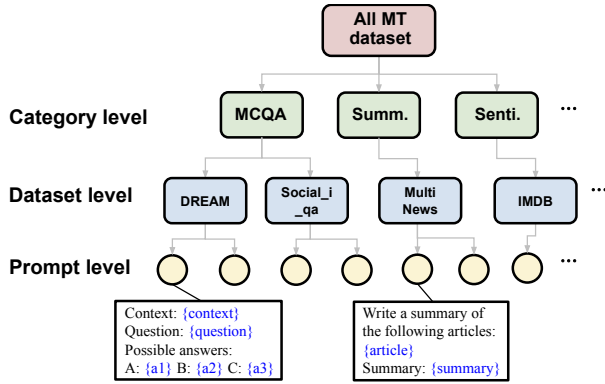 All MT
dataset
Category level
MCQA
Summ.
Senti.
...
Dataset level
DREAM
Social_i
_qa
Multi
News
IMDB
...
Prompt level
...
Context: {context}
Question: {question}
Possible answers:
A: {a1} B: {a2} C: {a3}
Write a summary of
the following articles:
{article}
Summary: {summary}